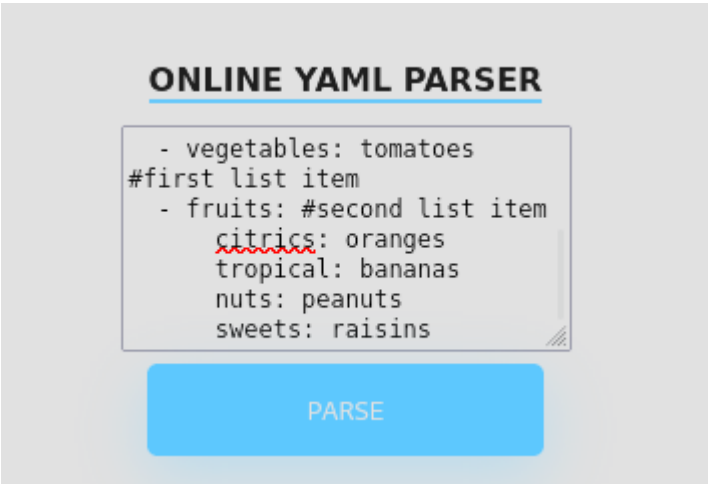 ONLINE YAML PARSER
- vegetables: tomatoes
#first list item
- fruits: #second list item
citrics: oranges
tropical: bananas
nuts: peanuts
sweets: raisins
PARSE